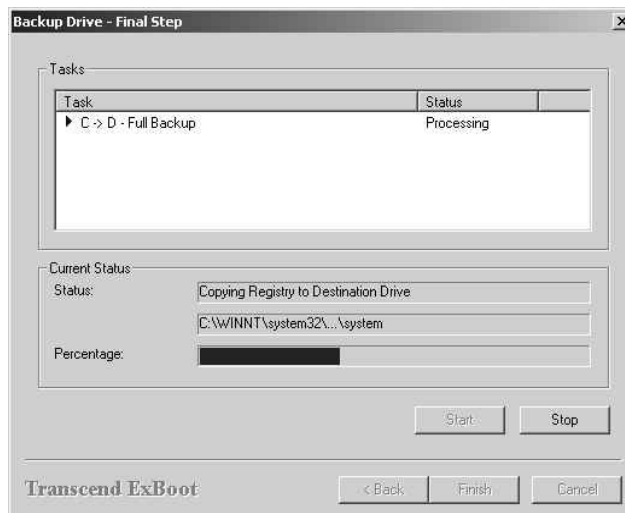 Backup Drive - Final Step
Tasks
Task Status
C -> D - Full Backup Processing
Current Status
Status: Copying Registry to Destination Drive
C:\WINNT\system32\...\system
Percentage:
Start Stop
Transcend ExBoot < Back Finish Cancel